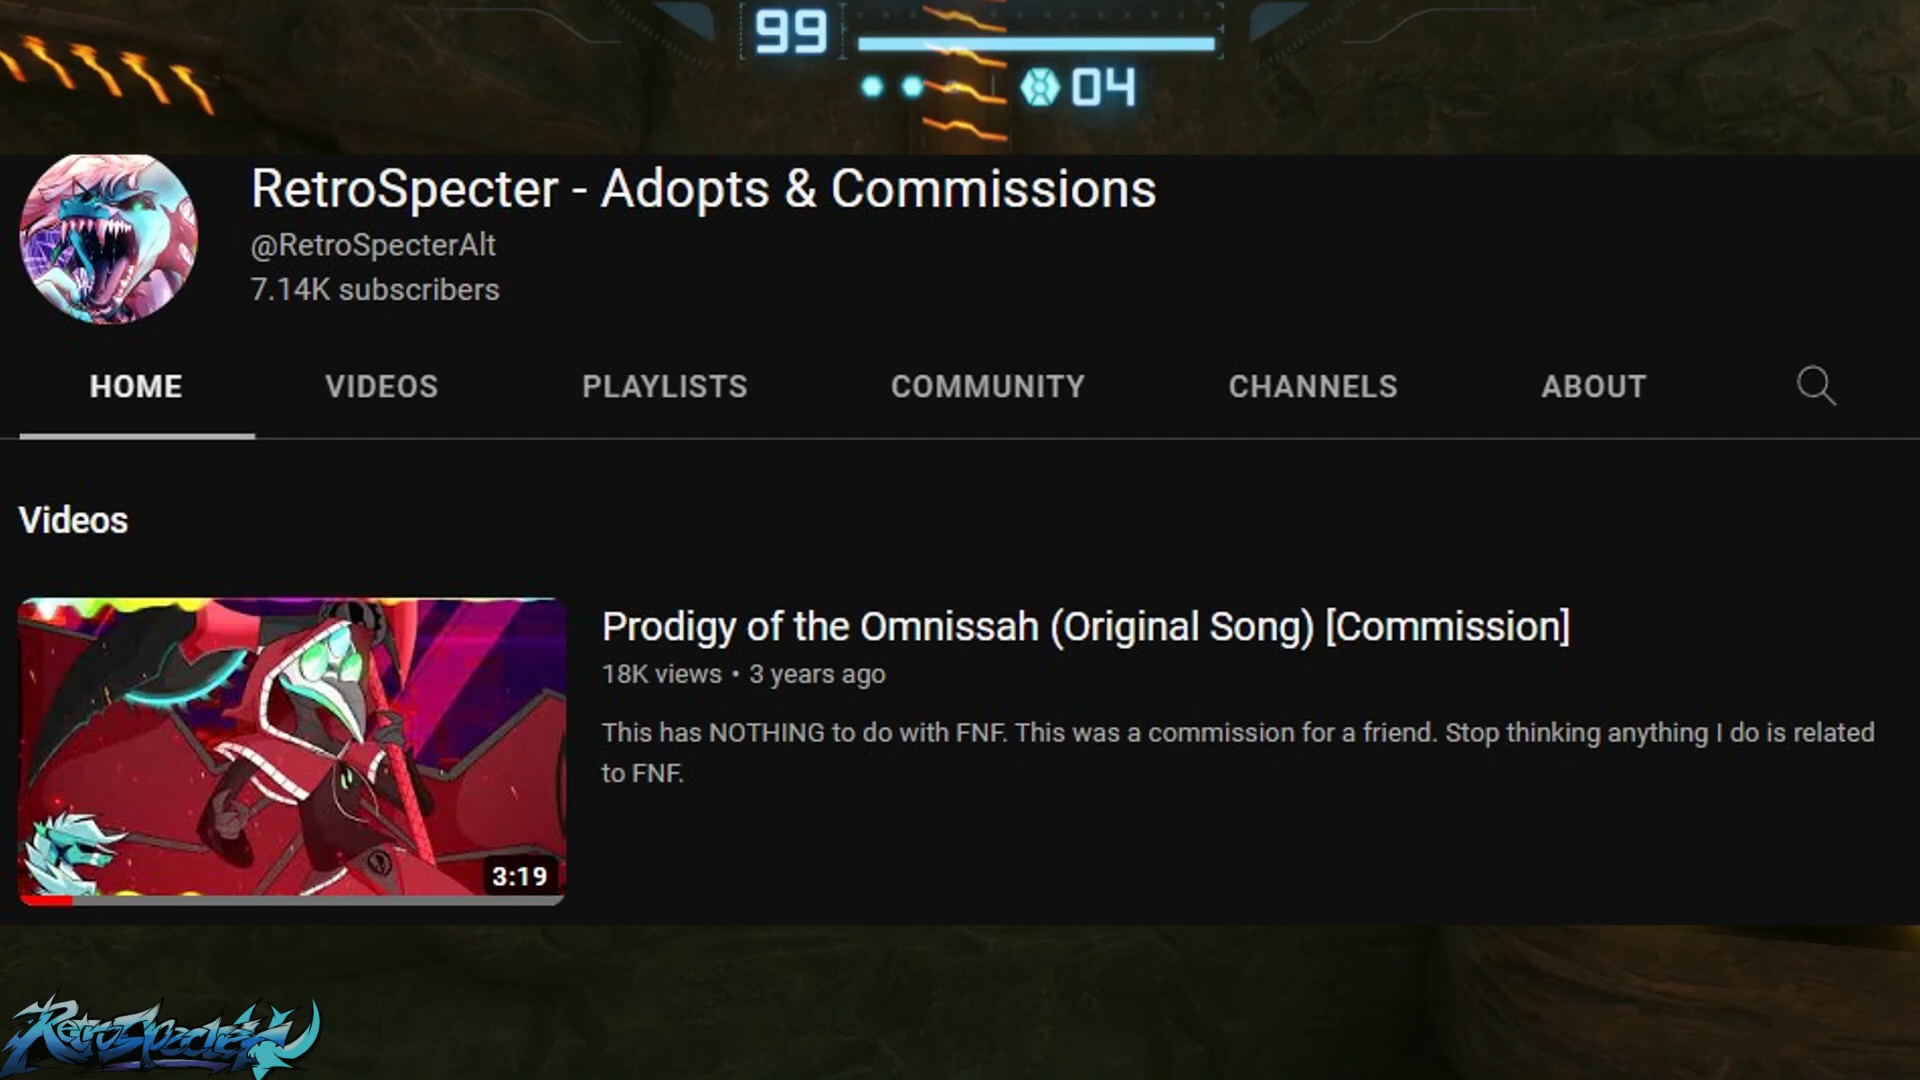 99
04
RetroSpecter - Adopts & Commissions
@RetroSpecterAlt
7.14K subscribers
HOME VIDEOS PLAYLISTS COMMUNITY CHANNELS ABOUT
Videos
Prodigy of the Omnissah (Original Song) [Commission]
18K views • 3 years ago
This has NOTHING to do with FNF. This was a commission for a friend. Stop thinking anything I do is related
to FNF.
3:19
RetroSpecter